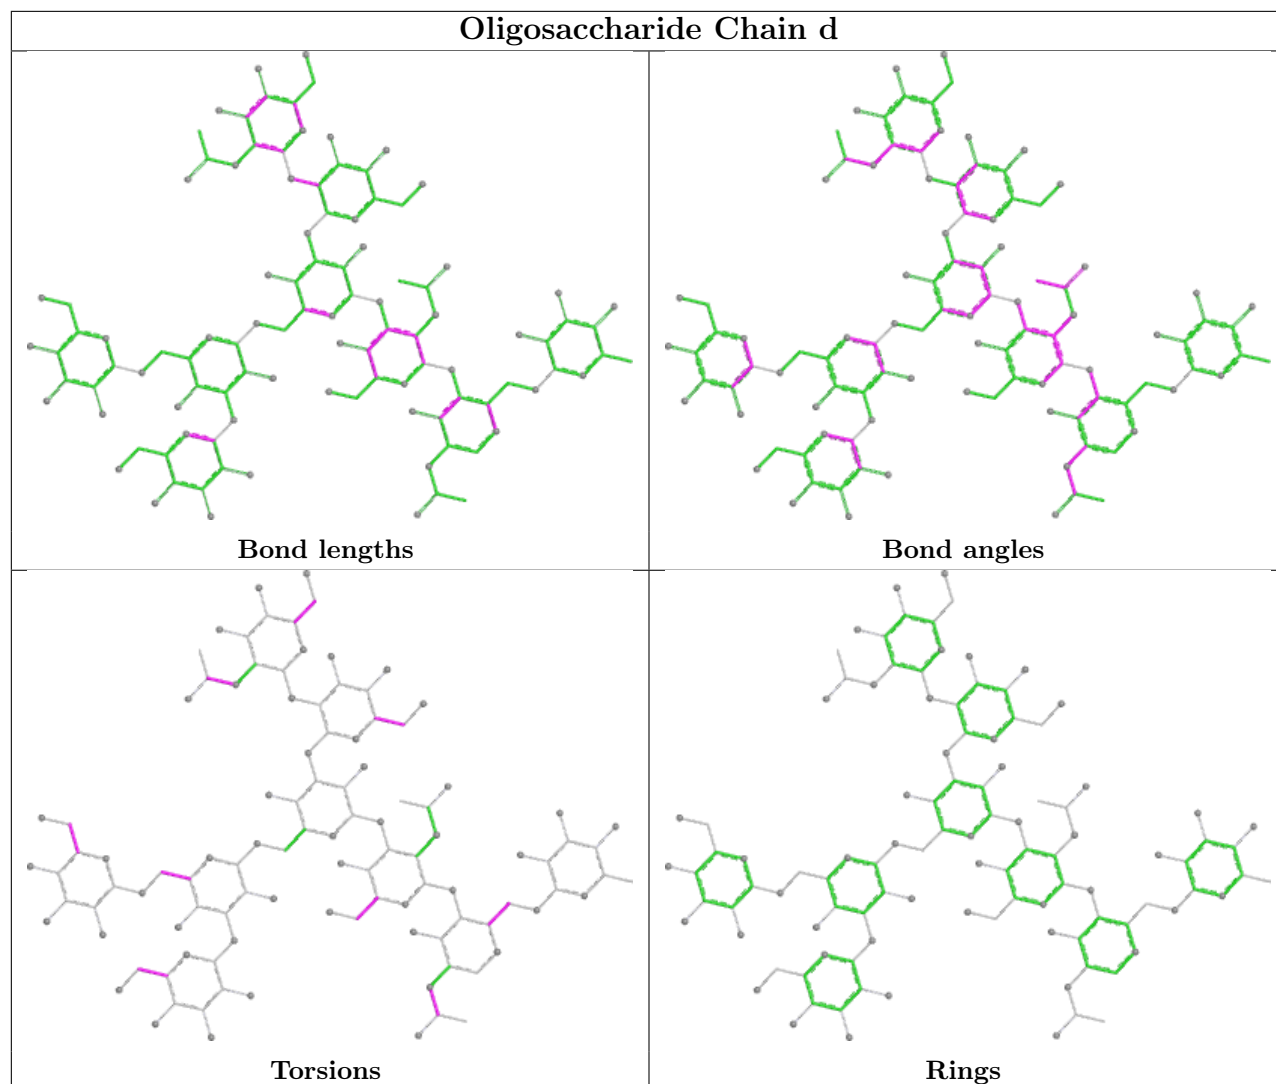 Oligosaccharide Chain d
Bond lengths
Bond angles
Torsions
Rings